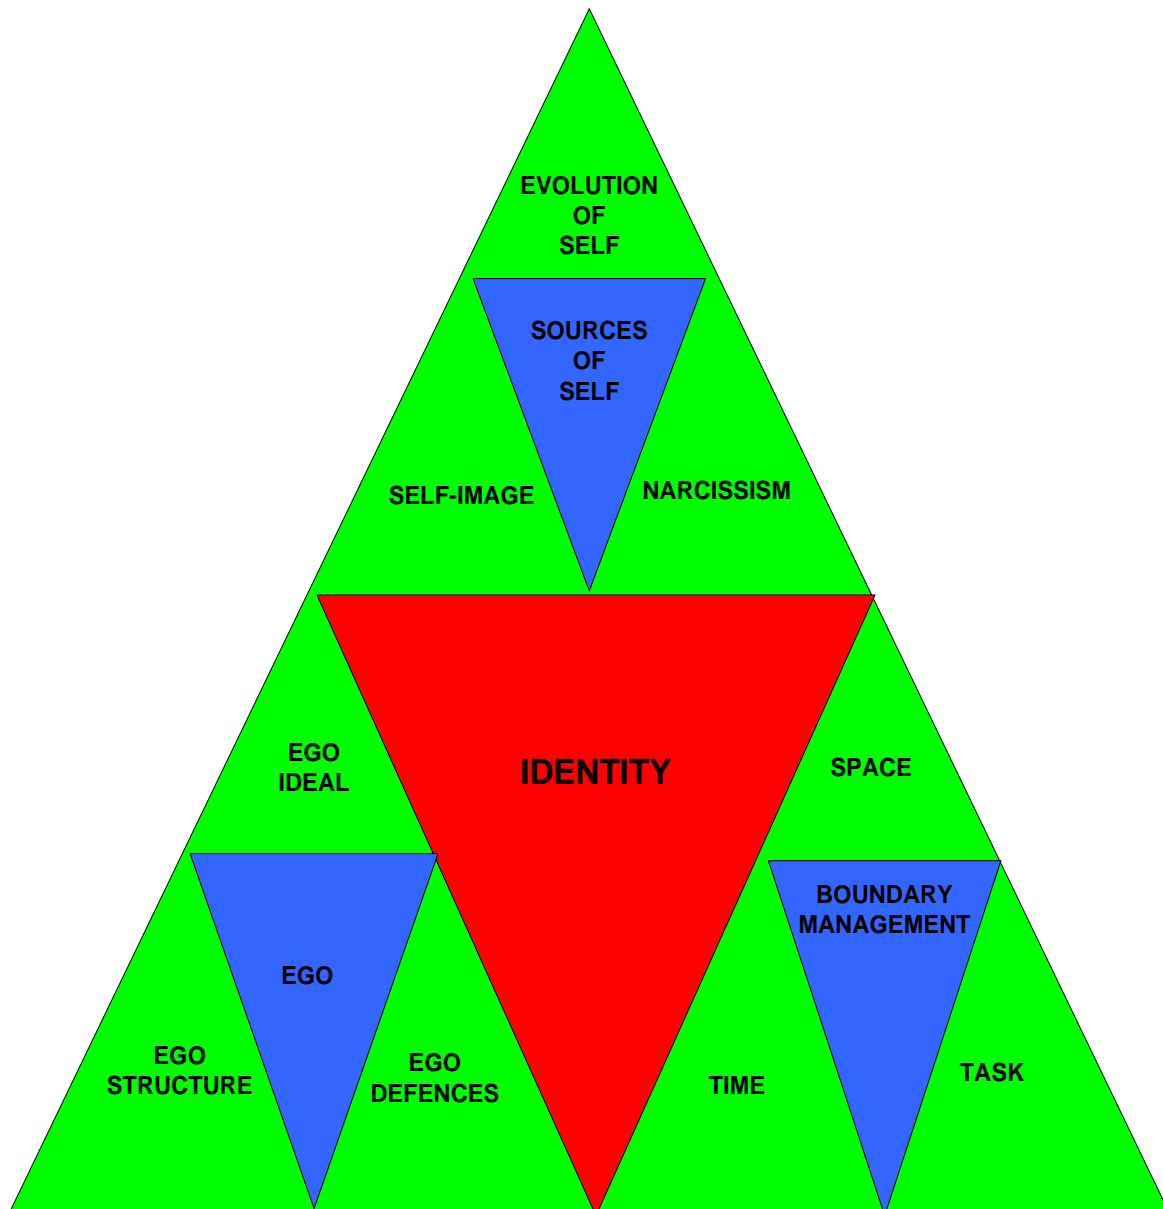 EVOLUTION
OF
SELF
SOURCES
OF
SELF
SELF-IMAGE
NARCISSISM
EGO
IDEAL
IDENTITY
SPACE
BOUNDARY
MANAGEMENT
EGO
EGO
STRUCTURE
EGO
DEFENCES
TIME
TASK